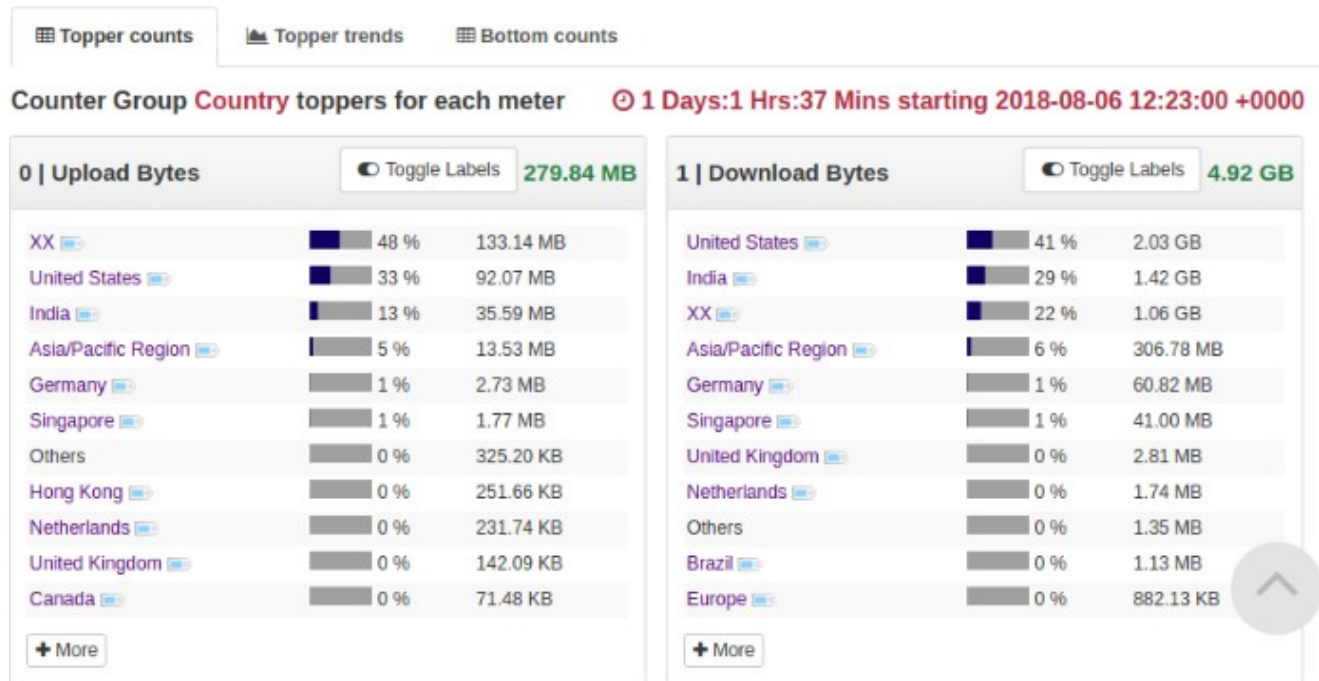 Topper counts Topper trends Bottom counts
Counter Group Country toppers for each meter 1 Days:1 Hrs:37 Mins starting 2018-08-06 12:23:00 +0000
0 | Upload Bytes Toggle Labels 279.84 MB
XX 48 % 133.14 MB
United States 33 % 92.07 MB
India 13 % 35.59 MB
Asia/Pacific Region 5 % 13.53 MB
Germany 1 % 2.73 MB
Singapore 1 % 1.77 MB
Others 0 % 325.20 KB
Hong Kong 0 % 251.66 KB
Netherlands 0 % 231.74 KB
United Kingdom 0 % 142.09 KB
Canada 0 % 71.48 KB
+ More
1 | Download Bytes Toggle Labels 4.92 GB
United States 41 % 2.03 GB
India 29 % 1.42 GB
XX 22 % 1.06 GB
Asia/Pacific Region 6 % 306.78 MB
Germany 1 % 60.82 MB
Singapore 1 % 41.00 MB
United Kingdom 0 % 2.81 MB
Netherlands 0 % 1.74 MB
Others 0 % 1.35 MB
Brazil 0 % 1.13 MB
Europe 0 % 882.13 KB
+ More